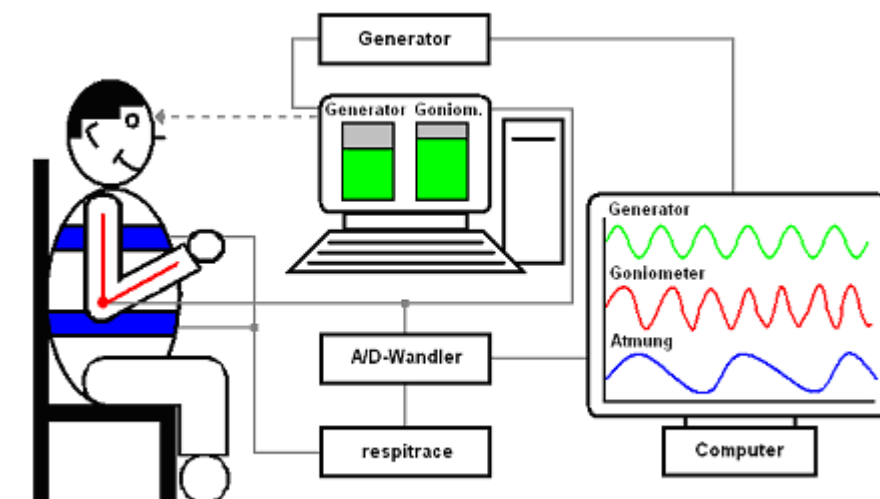 Generator
Generator Goniom.
Generator
Goniometer
Atmung
A/D-Wandler
respitrace
Computer